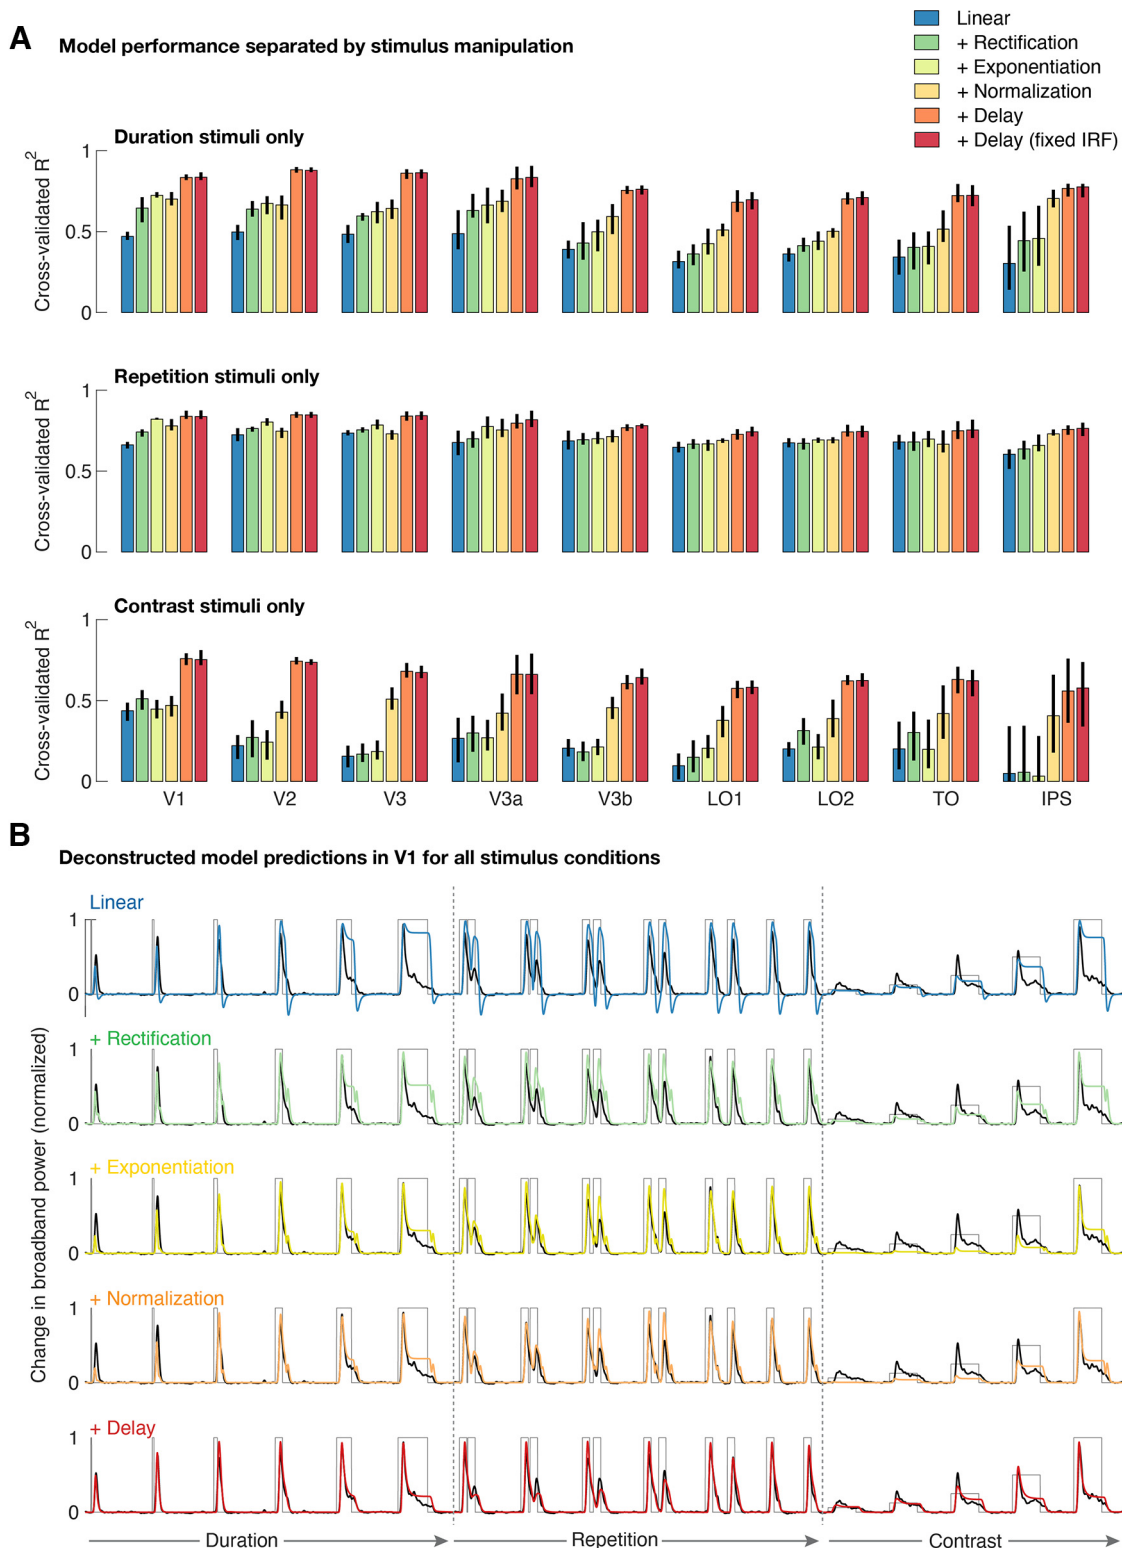 A
Model performance separated by stimulus manipulation
Linear
+ Rectification
+ Exponentiation
+ Normalization
+ Delay
+ Delay (fixed IRF)
Duration stimuli only
Cross-validated R2
1
0.5
0
Repetition stimuli only
Cross-validated R2
1
0.5
0
Contrast stimuli only
Cross-validated R2
1
0.5
0
V1 V2 V3 V3a V3b LO1 LO2 TO IPS
B
Deconstructed model predictions in V1 for all stimulus conditions
Change in broadband power (normalized)
Linear
1
0
+ Rectification
1
0
+ Exponentiation
1
0
+ Normalization
1
0
+ Delay
1
0
Duration Repetition Contrast